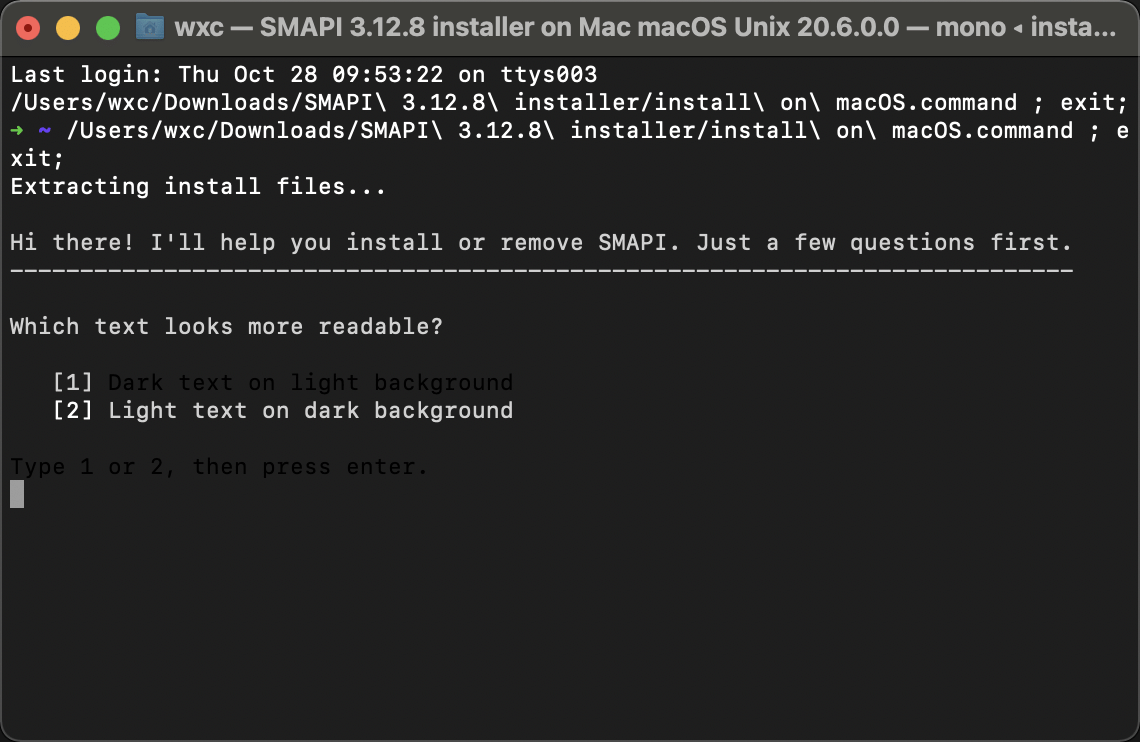 wxc — SMAPI 3.12.8 installer on Mac macOS Unix 20.6.0.0 — mono ◂ insta...
Last login: Thu Oct 28 09:53:22 on ttys003
/Users/wxc/Downloads/SMAPI\ 3.12.8\ installer/install\ on\ macOS.command ; exit;
➜ ~ /Users/wxc/Downloads/SMAPI\ 3.12.8\ installer/install\ on\ macOS.command ; e
xit;
Extracting install files...
Hi there! I'll help you install or remove SMAPI. Just a few questions first.
----------------------------------------------------------------------------
Which text looks more readable?
[1] Dark text on light background
[2] Light text on dark background
Type 1 or 2, then press enter.